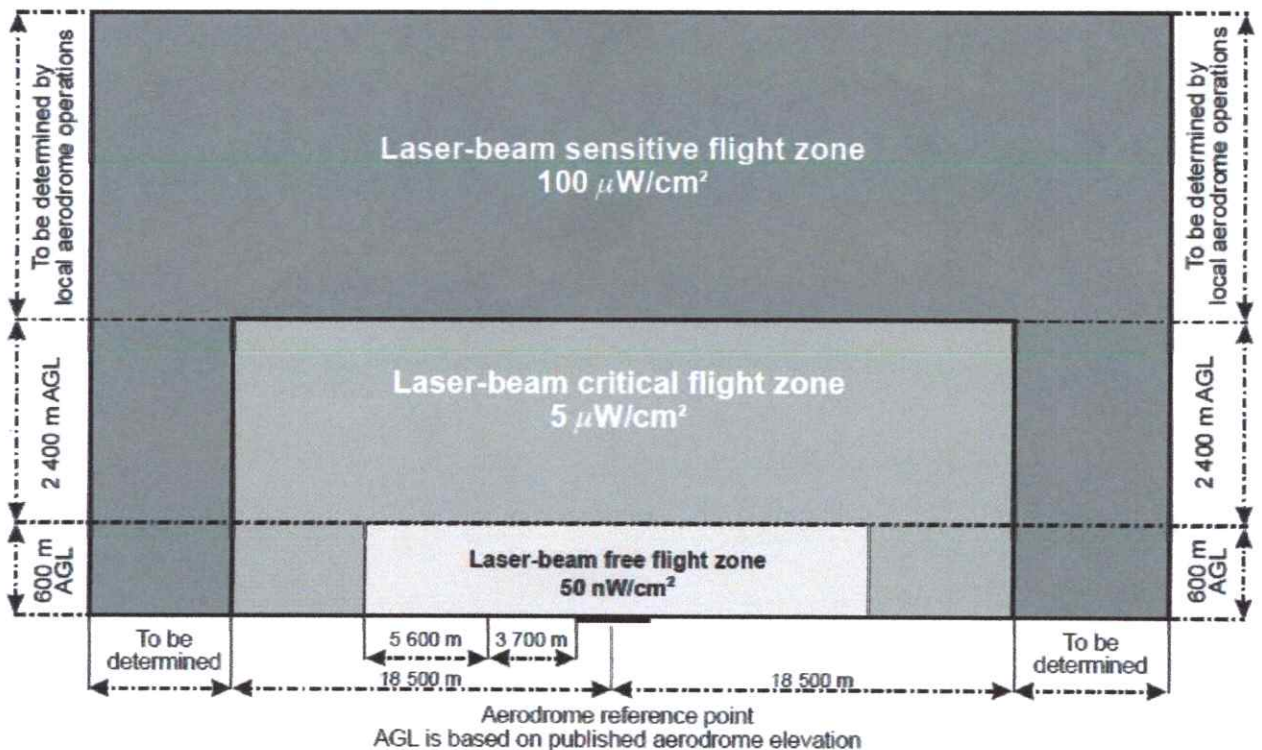 To be determined by
local aerodrome operations
2 400 m AGL
600 m
AGL
Laser-beam sensitive flight zone
100 μW/cm²
Laser-beam critical flight zone
5 μW/cm²
Laser-beam free flight zone
50 nW/cm²
To be determined by
local aerodrome operations
2 400 m AGL
600 m
AGL
To be
determined
5 600 m
3 700 m
To be
determined
18 500 m
18 500 m
Aerodrome reference point
AGL is based on published aerodrome elevation